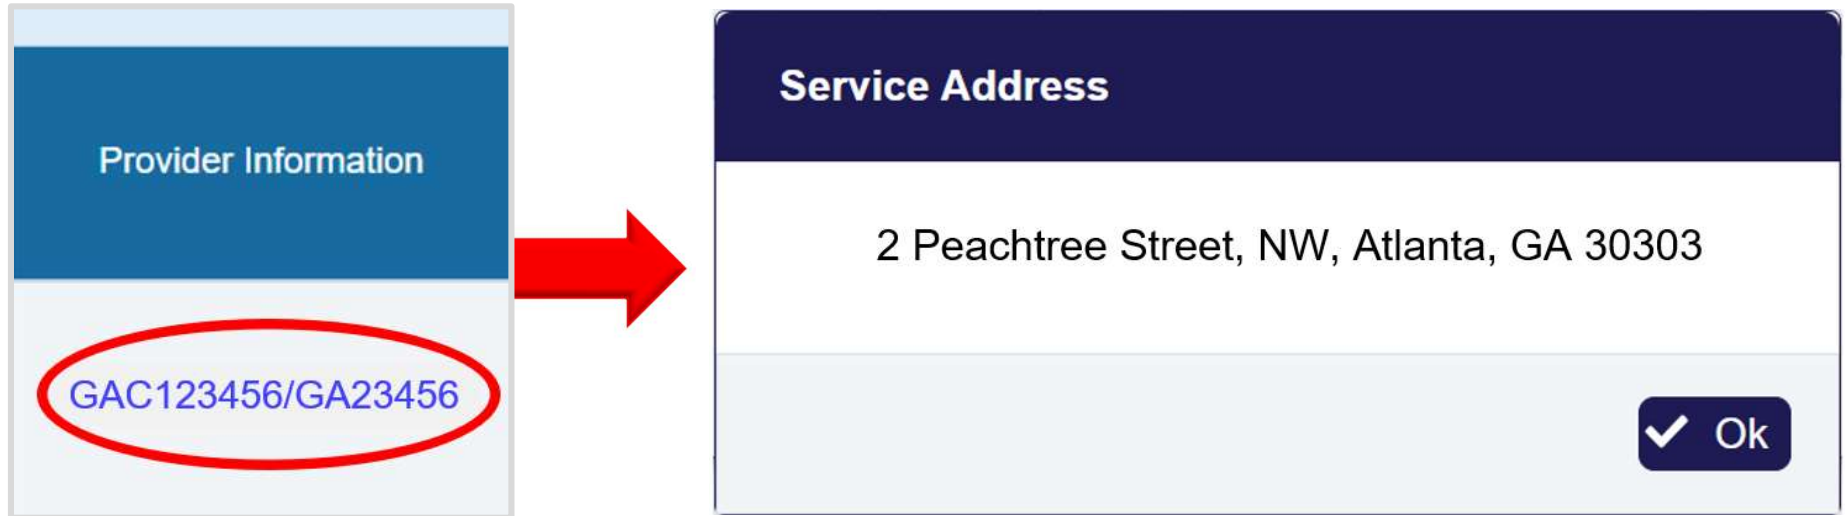 Provider Information
GAC123456/GA23456
Service Address
2 Peachtree Street, NW, Atlanta, GA 30303
Ok